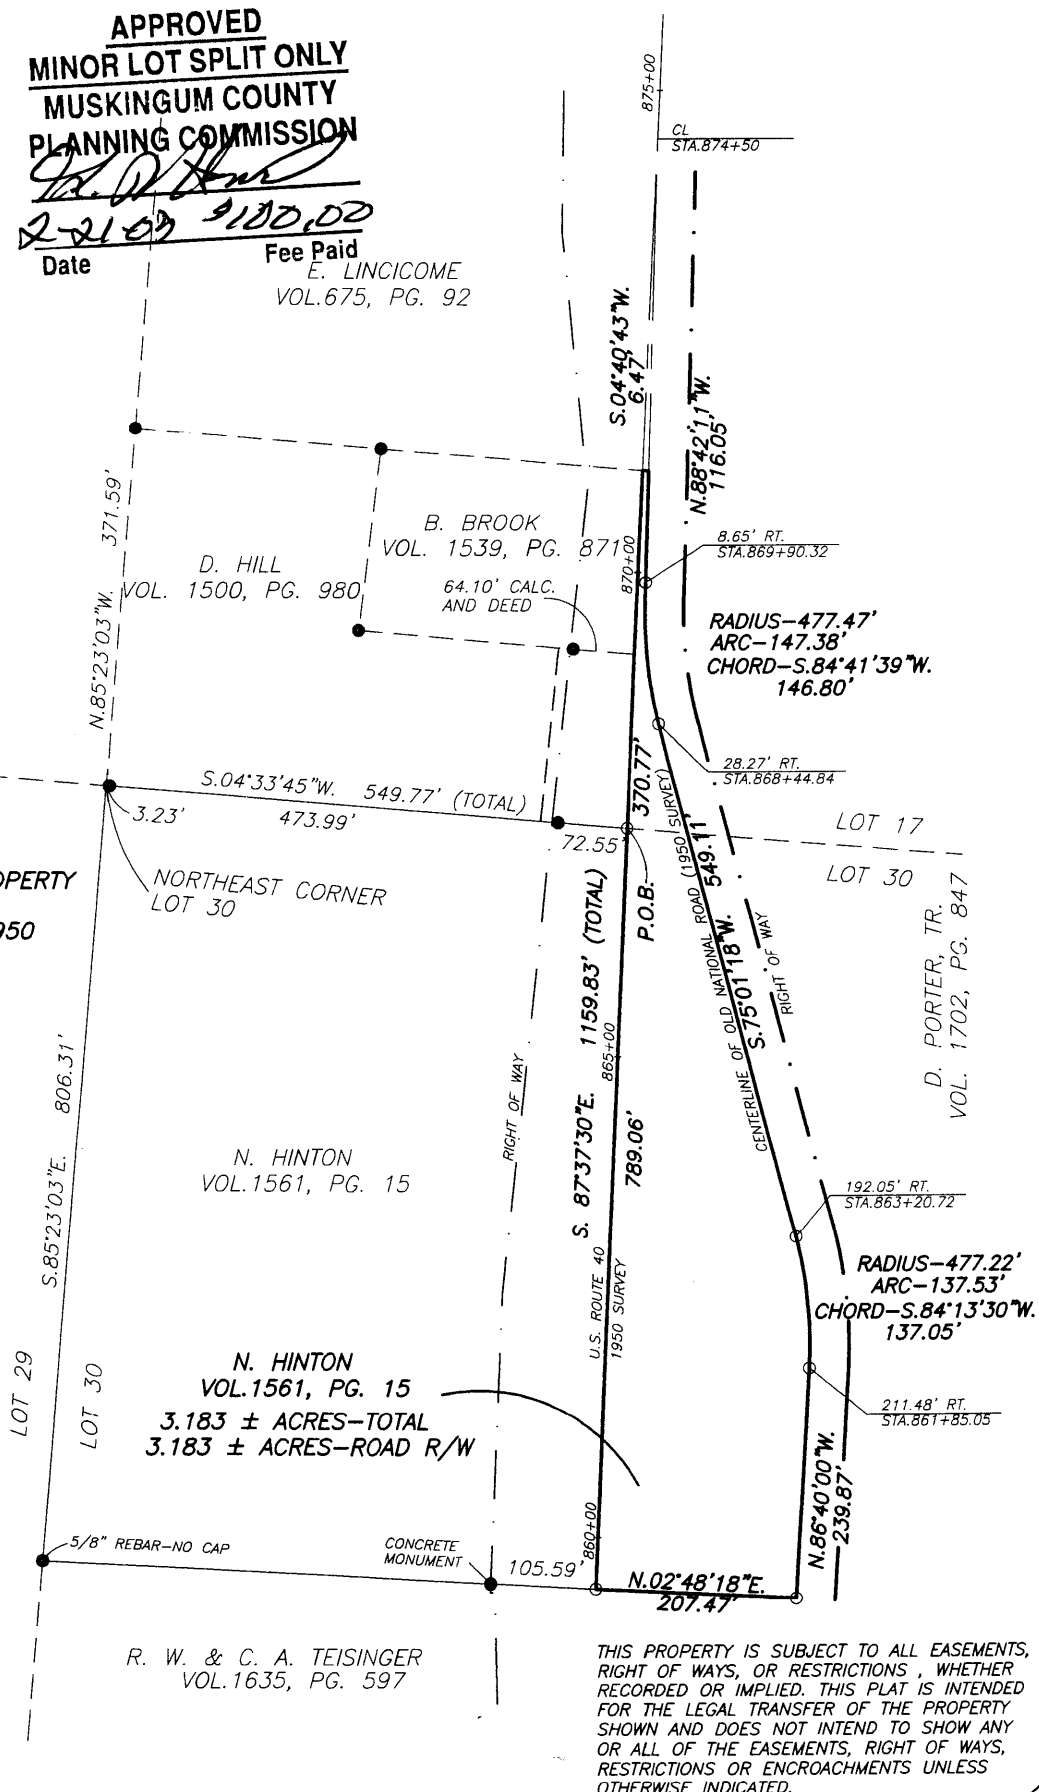 APPROVED
MINOR LOT SPLIT ONLY
MUSKINGUM COUNTY
PLANNING COMMISSION
2-21-03 $100.00
Date Fee Paid
875+00
CL
STA.874+50
E. LINCICOME
VOL.675, PG. 92
S.04°40'43"W.
6.47'
N.88°42'11"W.
116.05'
371.59'
N.85°23'03"W.
B. BROOK
VOL. 1539, PG. 871
870+00
8.65' RT.
STA.869+90.32
D. HILL
VOL. 1500, PG. 980
64.10' CALC.
AND DEED
RADIUS-477.47'
ARC-147.38'
CHORD-S.84°41'39"W.
146.80'
28.27' RT.
STA.868+44.84
370.77'
S.04°33'45"W. 549.77' (TOTAL)
3.23'
473.99'
72.55'
LOT 17
LOT 30
OPERTY
950
NORTHEAST CORNER
LOT 30
P.O.B.
CENTERLINE OF OLD NATIONAL ROAD (1950 SURVEY)
S.75°01'18"W. 549.11'
RIGHT OF WAY
D. PORTER, TR.
VOL. 1702, PG. 847
S. 87°37'30"E. 1159.83' (TOTAL)
865+00
RIGHT OF WAY
S.85°23'03"E. 806.31'
789.06'
N. HINTON
VOL.1561, PG. 15
192.05' RT.
STA.863+20.72
U.S. ROUTE 40
1950 SURVEY
RADIUS-477.22'
ARC-137.53'
CHORD-S.84°13'30"W.
137.05'
LOT 29
LOT 30
N. HINTON
VOL.1561, PG. 15
3.183 ± ACRES-TOTAL
3.183 ± ACRES-ROAD R/W
211.48' RT.
STA.861+85.05
N.86°40'00"W.
239.87'
860+00
5/8" REBAR-NO CAP
CONCRETE
MONUMENT
105.59'
N.02°48'18"E.
207.47'
R. W. & C. A. TEISINGER
VOL.1635, PG. 597
THIS PROPERTY IS SUBJECT TO ALL EASEMENTS,
RIGHT OF WAYS, OR RESTRICTIONS , WHETHER
RECORDED OR IMPLIED. THIS PLAT IS INTENDED
FOR THE LEGAL TRANSFER OF THE PROPERTY
SHOWN AND DOES NOT INTEND TO SHOW ANY
OR ALL OF THE EASEMENTS, RIGHT OF WAYS,
RESTRICTIONS OR ENCROACHMENTS UNLESS
OTHERWISE INDICATED.